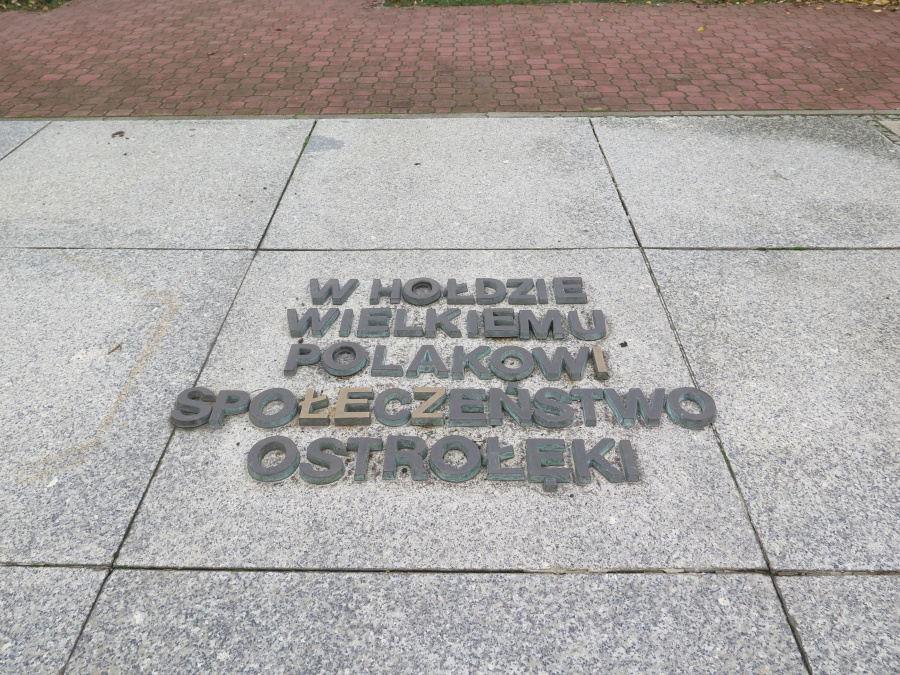 W HOŁDZIE
WIELKIEMU
POLAKOWI
SPOŁECZEŃSTWO
OSTROŁĘKI